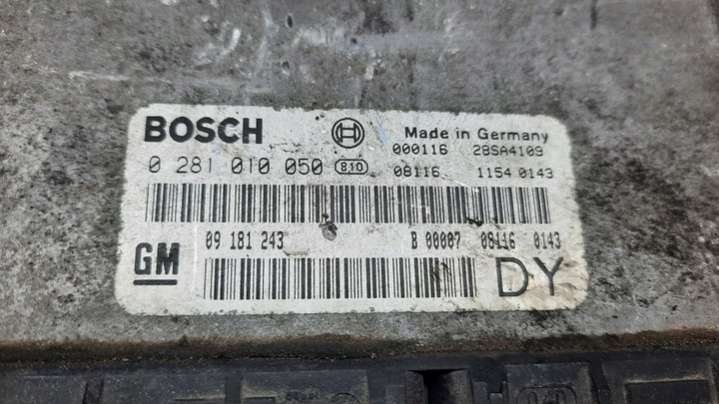 BOSCH Made in Germany
000116 28SA4109
0 281 010 050 810 08116 1154 0143
09 181 243 B 00007 08116 0143
GM DY